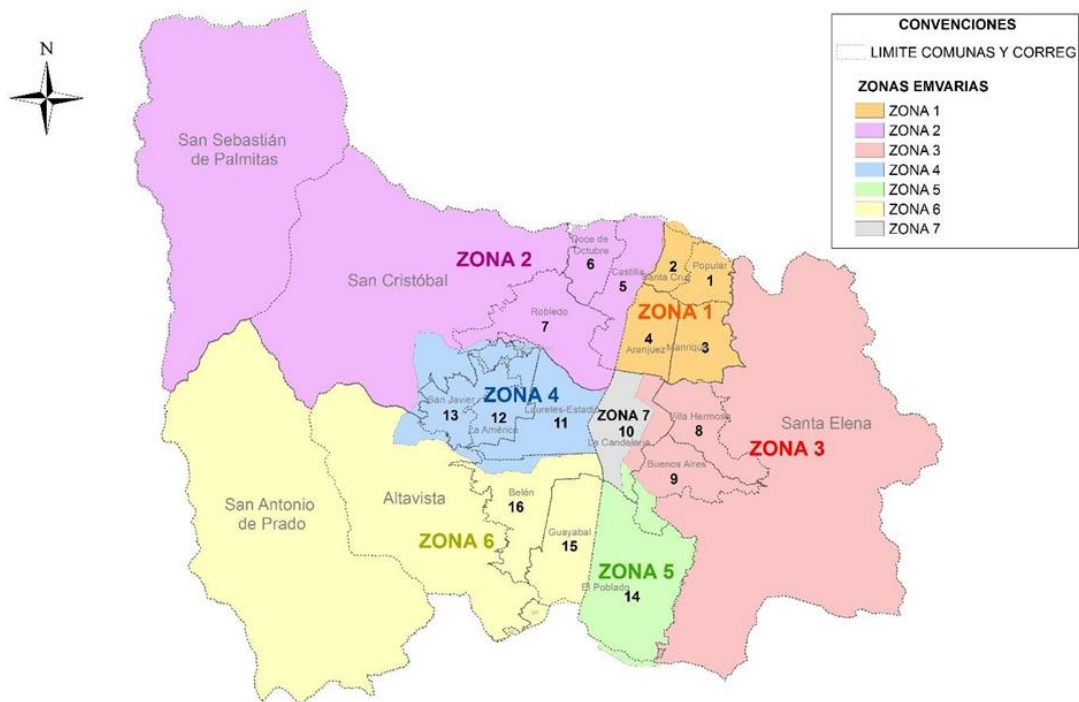 N
CONVENCIONES
LIMITE COMUNAS Y CORREG
ZONAS EMVARIAS
ZONA 1
ZONA 2
ZONA 3
ZONA 4
ZONA 5
ZONA 6
ZONA 7
San Sebastián
de Palmitas
San Cristóbal
ZONA 2
Doce de
Octubre
6
Castilla
5
Robledo
7
2
Santa Cruz
Popular
1
ZONA 1
4
Aranjuez
Manrique
3
ZONA 4
San Javier
13
12
La América
Laureles-Estadio
11
ZONA 7
10
La Candelaria
Villa Hermosa
8
Buenos Aires
9
Santa Elena
ZONA 3
San Antonio
de Prado
Altavista
ZONA 6
Belén
16
Guayabal
15
ZONA 5
El Poblado
14